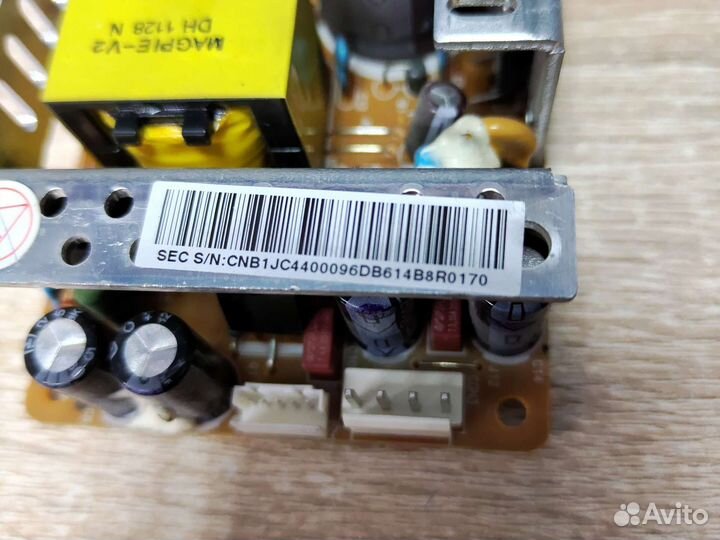 MAGPIE-V2
DH 1128 N
SEC S/N:CNB1JC4400096DB614B8R0170
Avito